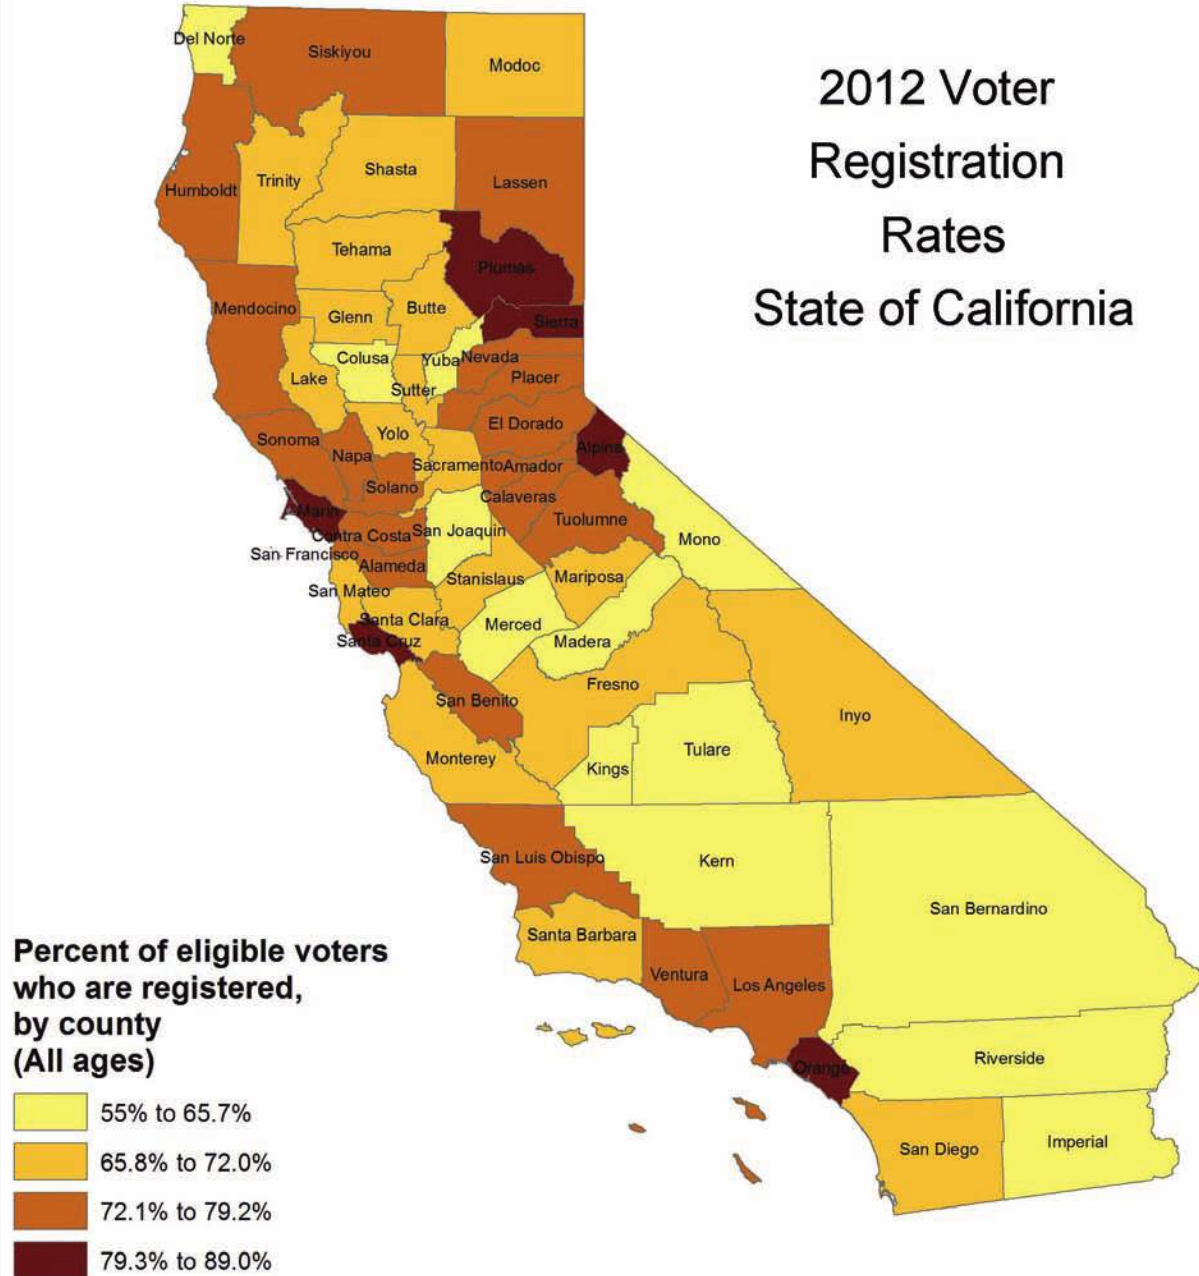 2012 Voter
Registration
Rates
State of California
Del Norte
Siskiyou
Modoc
Humboldt
Trinity
Shasta
Lassen
Tehama
Plumas
Mendocino
Glenn
Butte
Sierra
Lake
Colusa
Yuba
Nevada
Sutter
Placer
Sonoma
Napa
Yolo
El Dorado
Alpine
Solano
Sacramento
Amador
Marin
Calaveras
Contra Costa
San Joaquin
Tuolumne
Mono
San Francisco
Alameda
Stanislaus
Mariposa
San Mateo
Santa Clara
Merced
Madera
Santa Cruz
Fresno
San Benito
Inyo
Monterey
Kings
Tulare
San Luis Obispo
Kern
San Bernardino
Santa Barbara
Ventura
Los Angeles
Orange
Riverside
San Diego
Imperial
Percent of eligible voters
who are registered,
by county
(All ages)
55% to 65.7%
65.8% to 72.0%
72.1% to 79.2%
79.3% to 89.0%